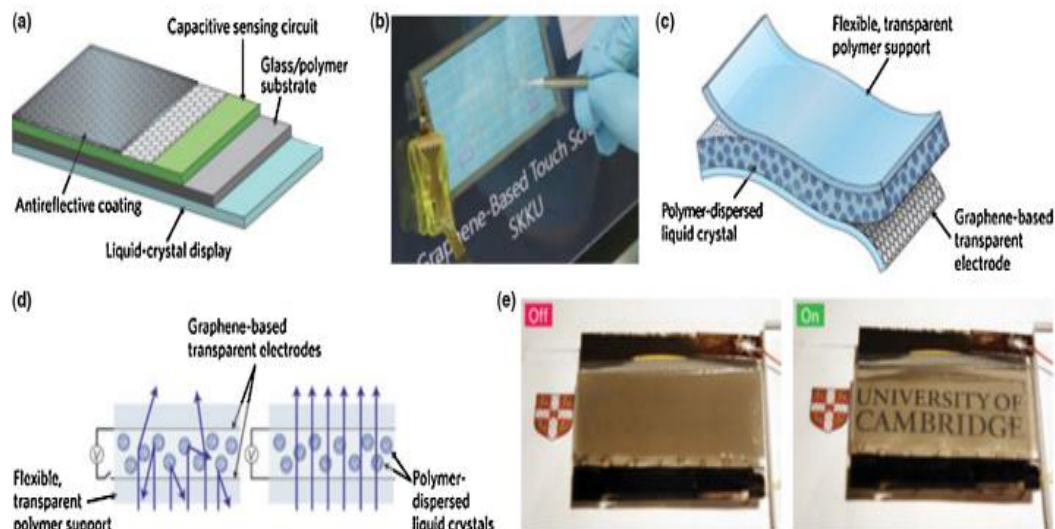 (a)
Capacitive sensing circuit
Glass/polymer
substrate
Antireflective coating
Liquid-crystal display
(b)
Graphene-Based Touch Scr
SKKU
(c)
Flexible, transparent
polymer support
Polymer-dispersed
liquid crystal
Graphene-based
transparent
electrode
(d)
Graphene-based
transparent electrodes
V
V
Flexible,
transparent
polymer support
Polymer-
dispersed
liquid crystals
(e)
Off
On
UNIVERSITY OF
CAMBRIDGE